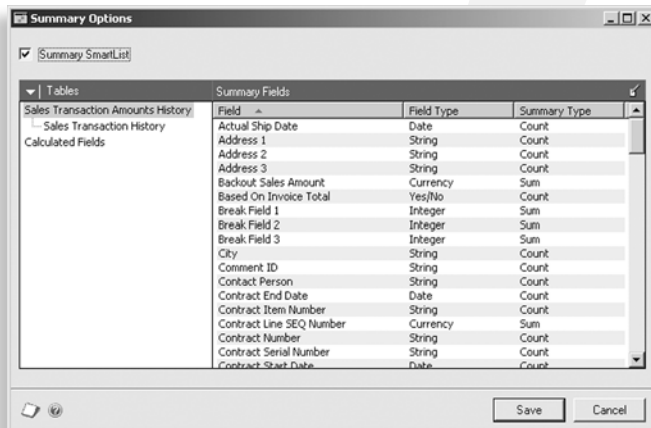 Summary Options
Summary SmartList
Tables Summary Fields
Sales Transaction Amounts History
Sales Transaction History
Calculated Fields
Field Field Type Summary Type
Actual Ship Date Date Count
Address 1 String Count
Address 2 String Count
Address 3 String Count
Backout Sales Amount Currency Sum
Based On Invoice Total Yes/No Count
Break Field 1 Integer Sum
Break Field 2 Integer Sum
Break Field 3 Integer Sum
City String Count
Comment ID String Count
Contact Person String Count
Contract End Date Date Count
Contract Item Number String Count
Contract Line SEQ Number Currency Sum
Contract Number String Count
Contract Serial Number String Count
Contract Start Date Date Count
Save Cancel